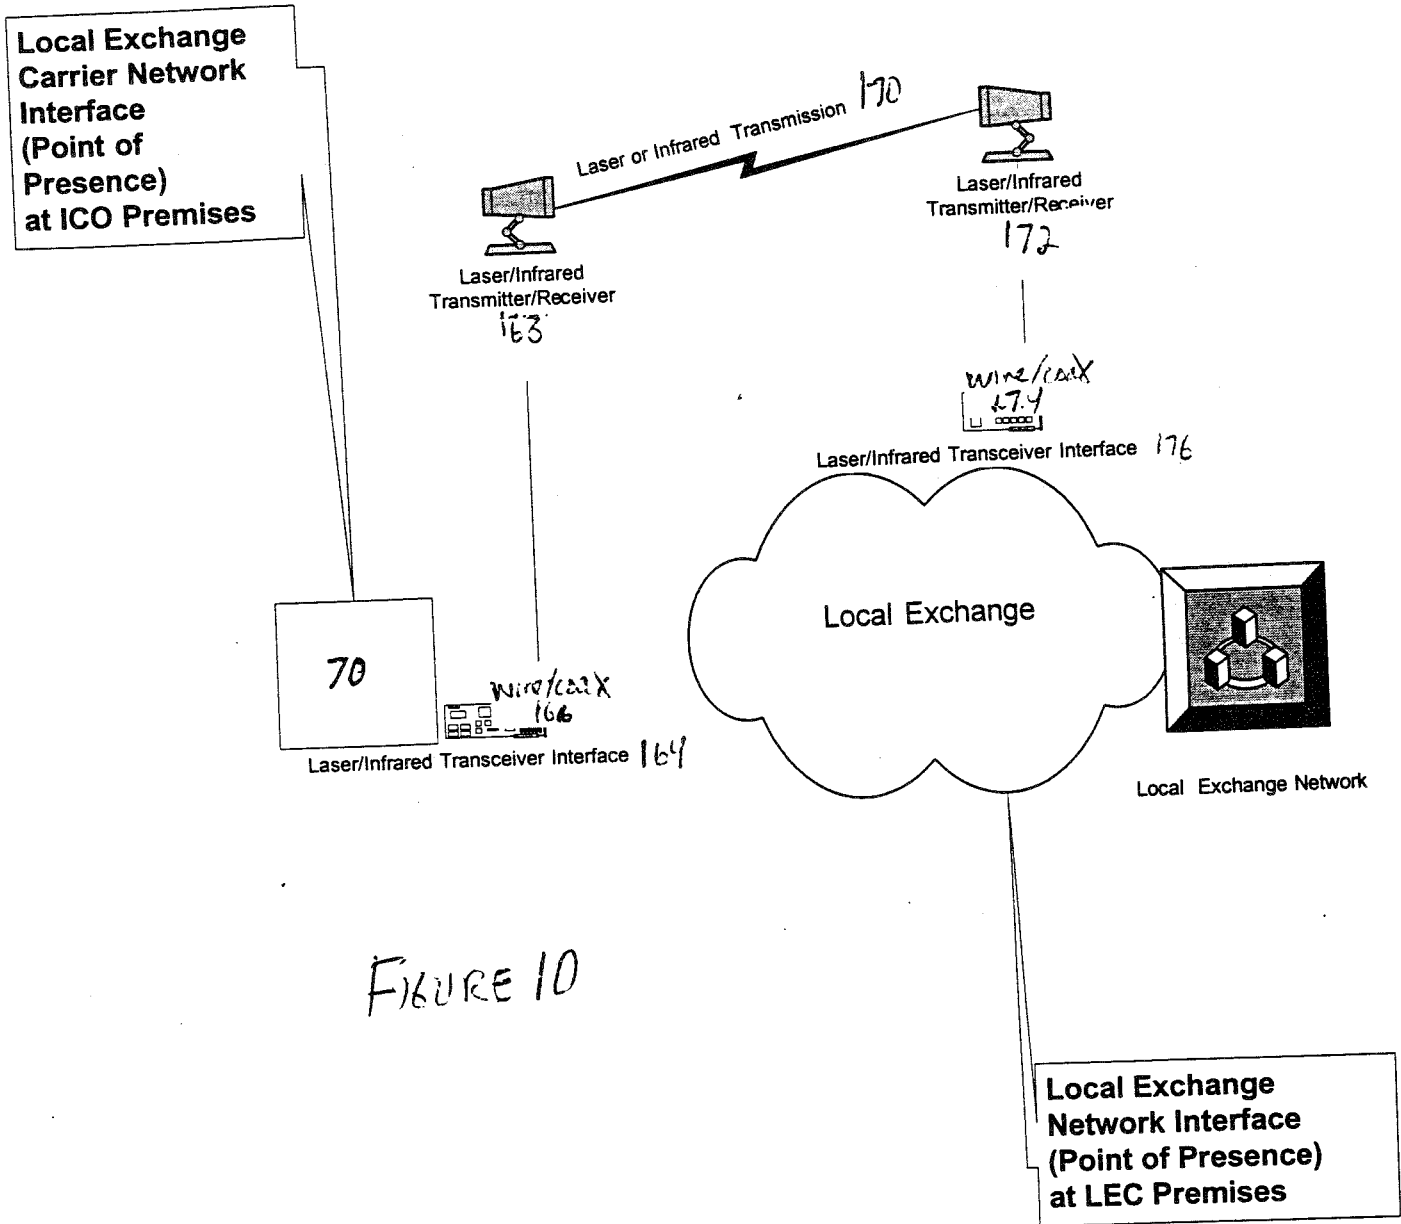 Local Exchange
Carrier Network
Interface
(Point of
Presence)
at ICO Premises
Laser or Infrared Transmission 170
Laser/Infrared
Transmitter/Receiver
163
Laser/Infrared
Transmitter/Receiver
172
wire/coax
174
Laser/Infrared Transceiver Interface 176
Local Exchange
70
wire/coax
166
Laser/Infrared Transceiver Interface 164
Local Exchange Network
FIGURE 10
Local Exchange
Network Interface
(Point of Presence)
at LEC Premises